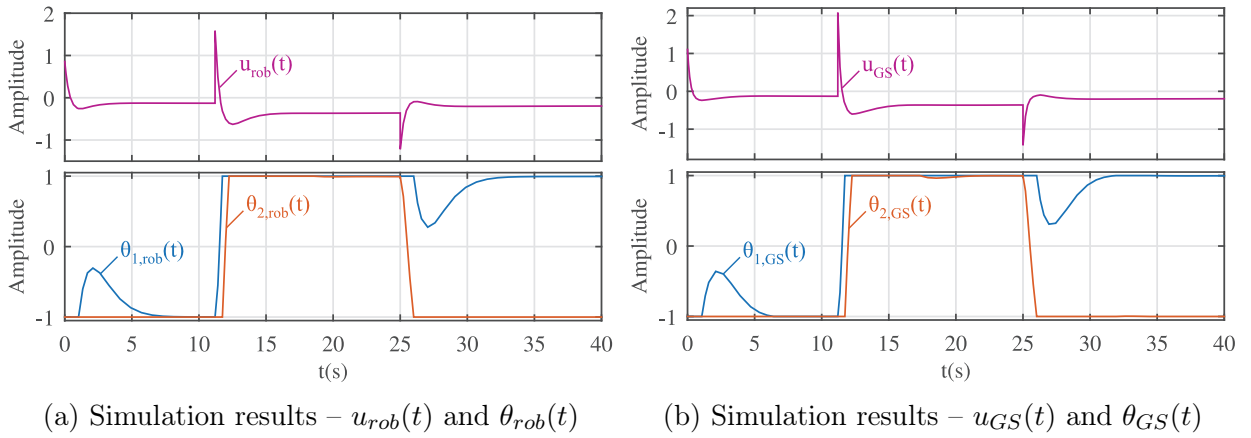 2
1
0
-1
Amplitude
u_rob(t)
1
0
-1
Amplitude
θ_1,rob(t)
θ_2,rob(t)
0 5 10 15 20 25 30 35 40
t(s)
(a) Simulation results – u_rob(t) and θ_rob(t)
2
1
0
-1
Amplitude
u_GS(t)
1
0
-1
Amplitude
θ_1,GS(t)
θ_2,GS(t)
0 5 10 15 20 25 30 35 40
t(s)
(b) Simulation results – u_GS(t) and θ_GS(t)